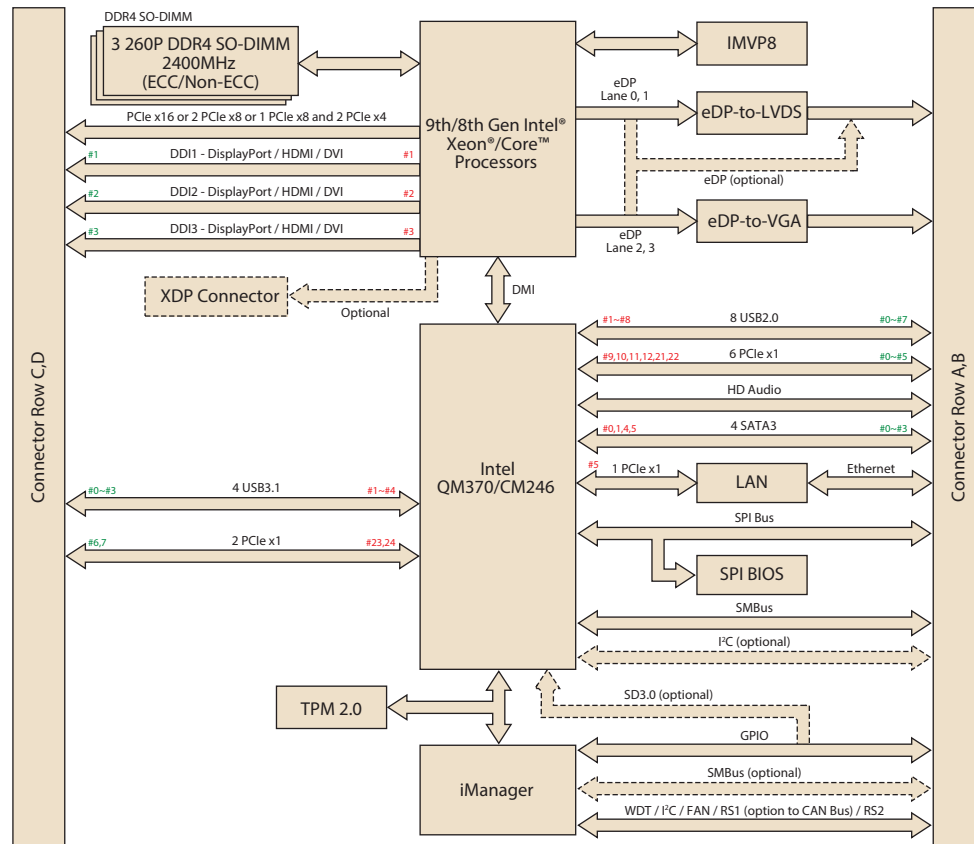 DDR4 SO-DIMM
3 260P DDR4 SO-DIMM
2400MHz
(ECC/Non-ECC)
PCIe x16 or 2 PCIe x8 or 1 PCIe x8 and 2 PCIe x4
#1 DDI1 - DisplayPort / HDMI / DVI #1
#2 DDI2 - DisplayPort / HDMI / DVI #2
#3 DDI3 - DisplayPort / HDMI / DVI #3
9th/8th Gen Intel®
Xeon®/Core™
Processors
IMVP8
eDP
Lane 0, 1
eDP-to-LVDS
eDP (optional)
eDP-to-VGA
eDP
Lane 2, 3
XDP Connector
Optional
DMI
Connector Row C,D
Connector Row A,B
#1~#8 8 USB2.0 #0~#7
#9,10,11,12,21,22 6 PCIe x1 #0~#5
HD Audio
#0,1,4,5 4 SATA3 #0~#3
#5 1 PCIe x1
LAN
Ethernet
Intel
QM370/CM246
#0~#3 4 USB3.1 #1~#4
#6,7 2 PCIe x1 #23,24
SPI Bus
SPI BIOS
SMBus
I²C (optional)
TPM 2.0
SD3.0 (optional)
GPIO
iManager
SMBus (optional)
WDT / I²C / FAN / RS1 (option to CAN Bus) / RS2